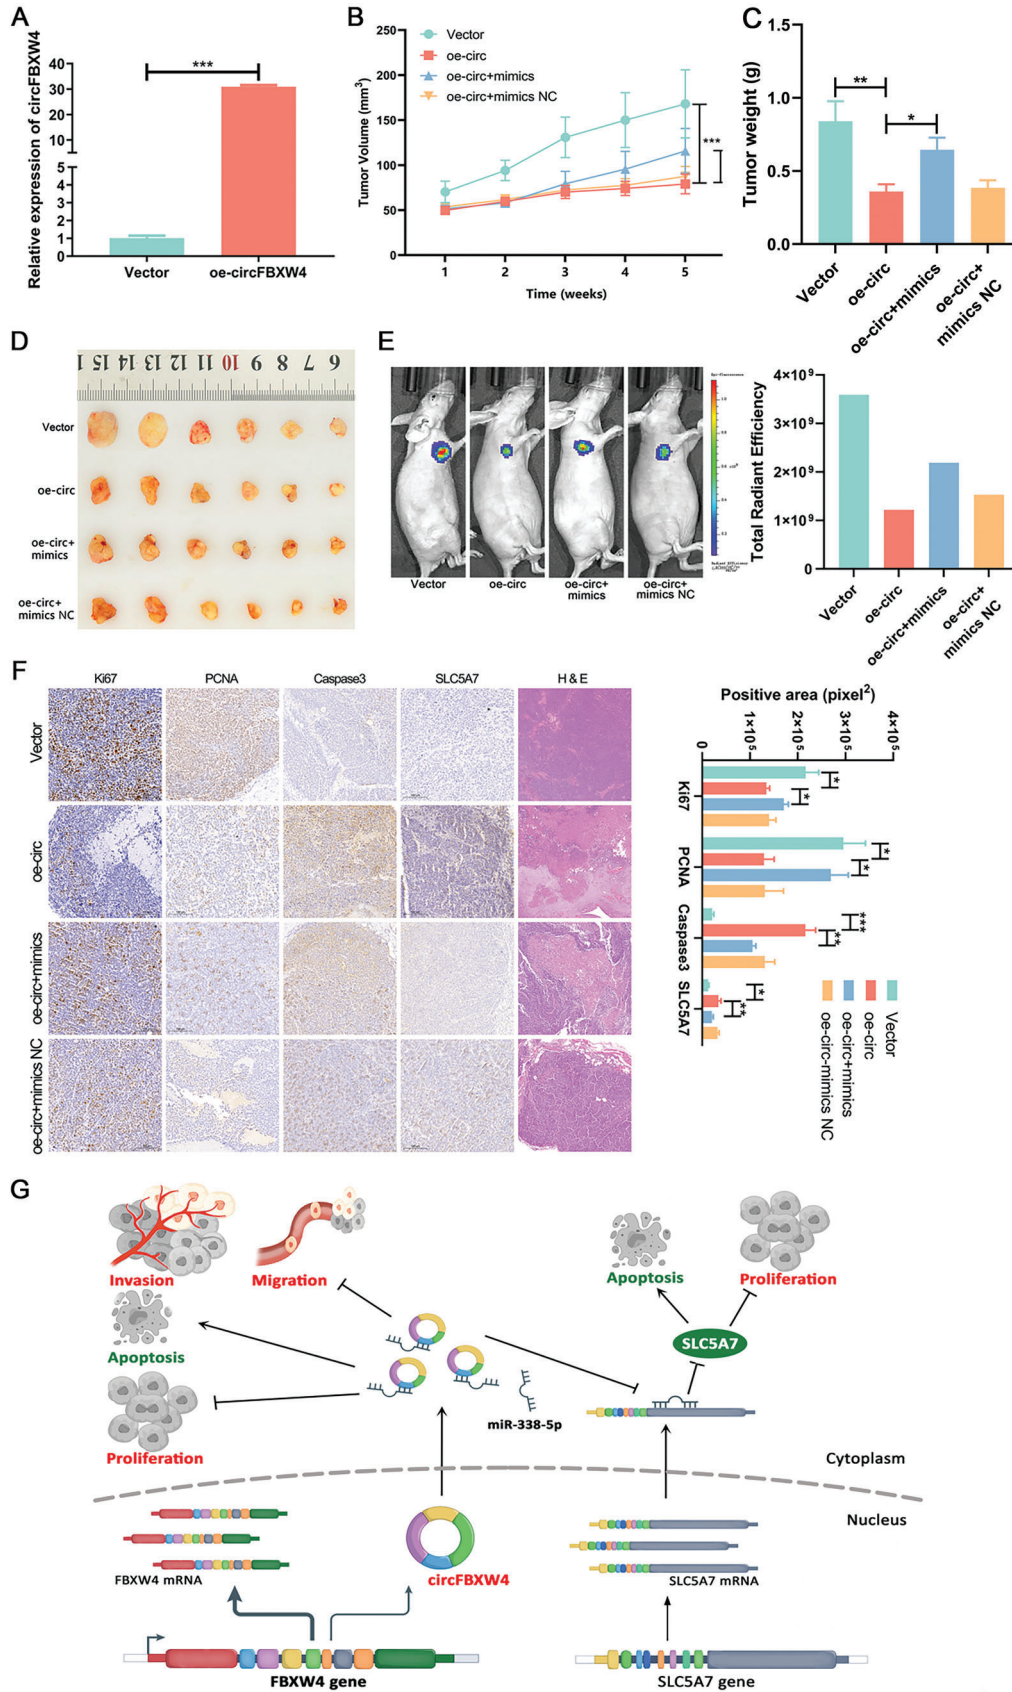 A
Relative expression of circFBXW4
40
30
20
10
5
4
3
2
1
0
***
Vector
oe-circFBXW4
B
Tumor Volume (mm³)
250
200
150
100
50
0
Vector
oe-circ
oe-circ+mimics
oe-circ+mimics NC
***
1 2 3 4 5
Time (weeks)
C
Tumor weight (g)
1.5
1.0
0.5
0.0
**
*
Vector
oe-circ
oe-circ+mimics
oe-circ+
mimics NC
D
15 14 13 12 11 10 9 8 7 6
Vector
oe-circ
oe-circ+
mimics
oe-circ+
mimics NC
E
Vector
oe-circ
oe-circ+
mimics
oe-circ+
mimics NC
Total Radiant Efficiency
4×10⁹
3×10⁹
2×10⁹
1×10⁹
0
Vector
oe-circ
oe-circ+mimics
oe-circ+
mimics NC
F
Ki67
PCNA
Caspase3
SLC5A7
H & E
Vector
oe-circ
oe-circ+mimics
oe-circ+mimics NC
Positive area (pixel²)
0
1×10⁵
2×10⁵
3×10⁵
4×10⁵
Ki67
*
*
PCNA
*
*
Caspase3
***
**
SLC5A7
*
**
Vector
oe-circ
oe-circ+mimics
oe-circ-mimics NC
G
Invasion
Migration
Apoptosis
Proliferation
Apoptosis
Proliferation
SLC5A7
miR-338-5p
Cytoplasm
Nucleus
FBXW4 mRNA
circFBXW4
SLC5A7 mRNA
FBXW4 gene
SLC5A7 gene